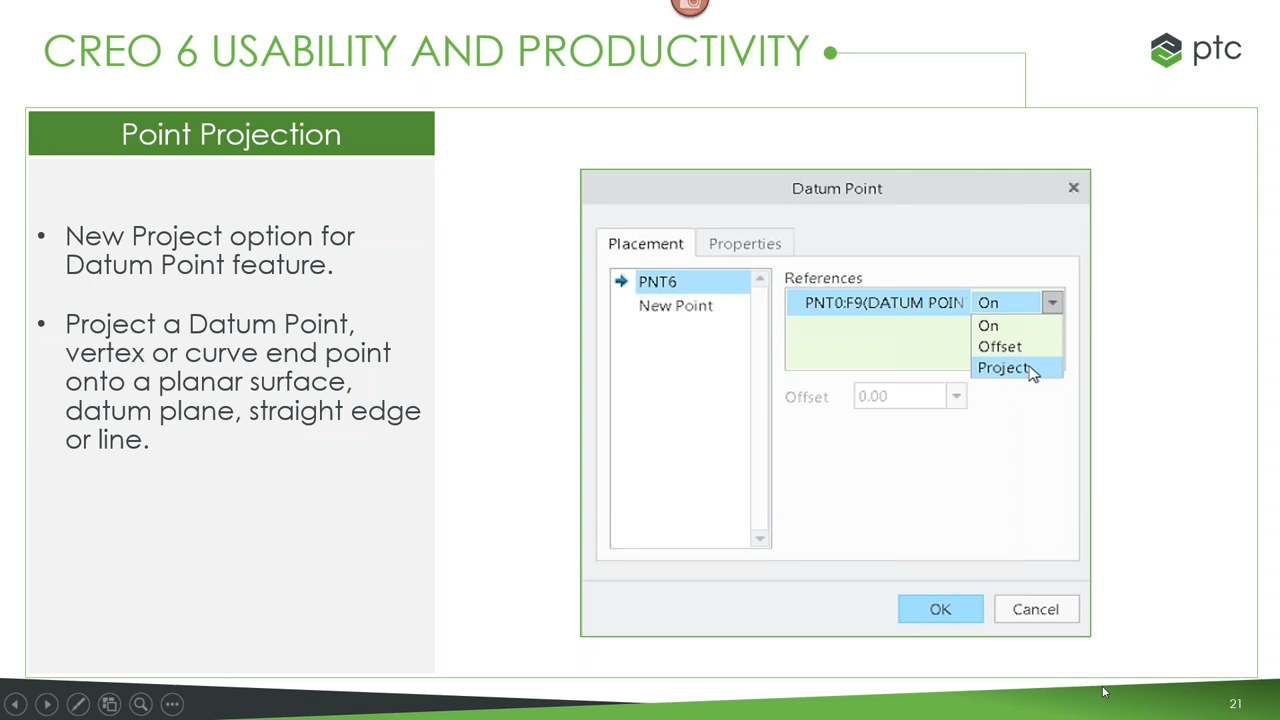 CREO 6 USABILITY AND PRODUCTIVITY
ptc
Point Projection
• New Project option for
Datum Point feature.
• Project a Datum Point,
vertex or curve end point
onto a planar surface,
datum plane, straight edge
or line.
Datum Point
Placement
Properties
PNT6
New Point
References
PNT0:F9(DATUM POIN
On
On
Offset
Project
Offset
0.00
OK
Cancel
21